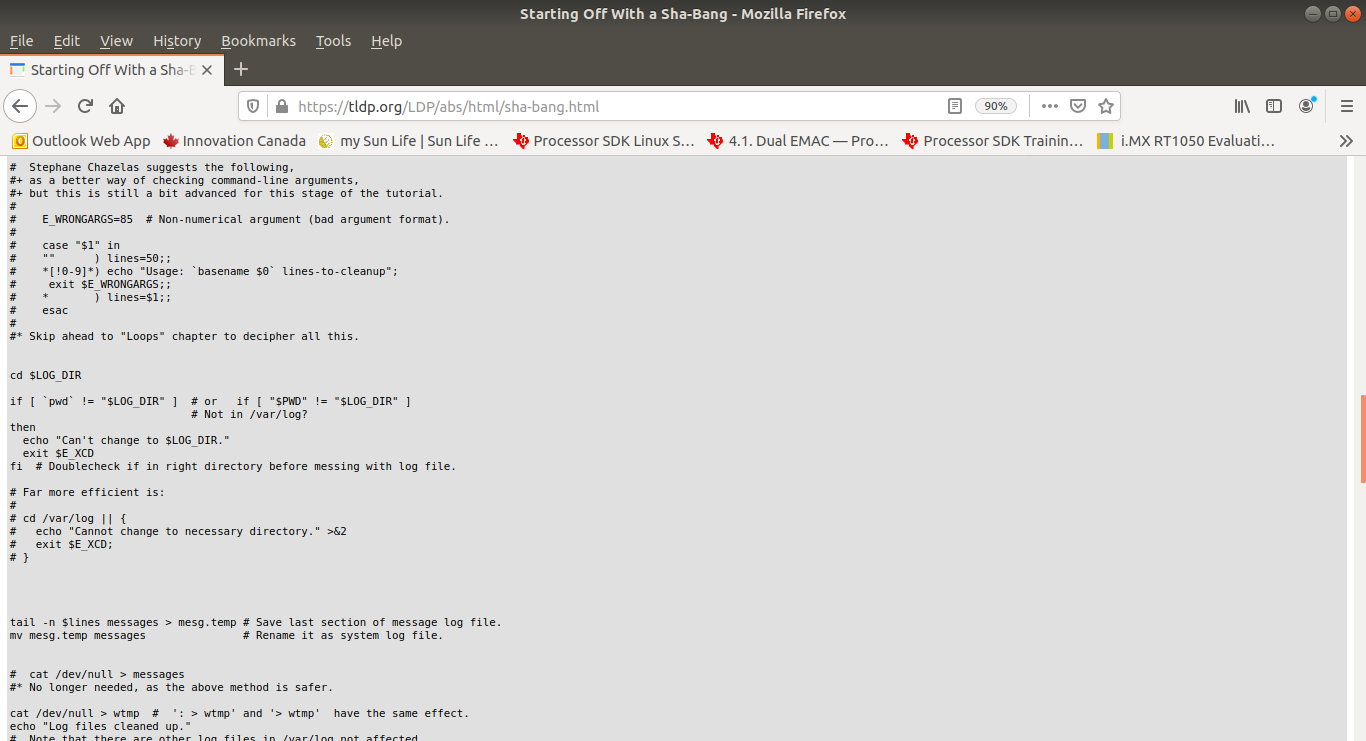 Starting Off With a Sha-Bang - Mozilla Firefox
File Edit View History Bookmarks Tools Help
Starting Off With a Sha-B
https://tldp.org/LDP/abs/html/sha-bang.html 90%
Outlook Web App Innovation Canada my Sun Life | Sun Life ... Processor SDK Linux S... 4.1. Dual EMAC — Pro... Processor SDK Trainin... i.MX RT1050 Evaluati...
#  Stephane Chazelas suggests the following,
#+ as a better way of checking command-line arguments,
#+ but this is still a bit advanced for this stage of the tutorial.
#
#    E_WRONGARGS=85  # Non-numerical argument (bad argument format).
#
#    case "$1" in
#    ""      ) lines=50;;
#    *[!0-9]*) echo "Usage: `basename $0` lines-to-cleanup";
#     exit $E_WRONGARGS;;
#    *       ) lines=$1;;
#    esac
#
#* Skip ahead to "Loops" chapter to decipher all this.
cd $LOG_DIR
if [ `pwd` != "$LOG_DIR" ]  # or   if [ "$PWD" != "$LOG_DIR" ]
                            # Not in /var/log?
then
  echo "Can't change to $LOG_DIR."
  exit $E_XCD
fi  # Doublecheck if in right directory before messing with log file.
# Far more efficient is:
#
# cd /var/log || {
#   echo "Cannot change to necessary directory." >&2
#   exit $E_XCD;
# }
tail -n $lines messages > mesg.temp # Save last section of message log file.
mv mesg.temp messages               # Rename it as system log file.
#  cat /dev/null > messages
#* No longer needed, as the above method is safer.
cat /dev/null > wtmp  #  ': > wtmp' and '> wtmp'  have the same effect.
echo "Log files cleaned up."
#  Note that there are other log files in /var/log not affected